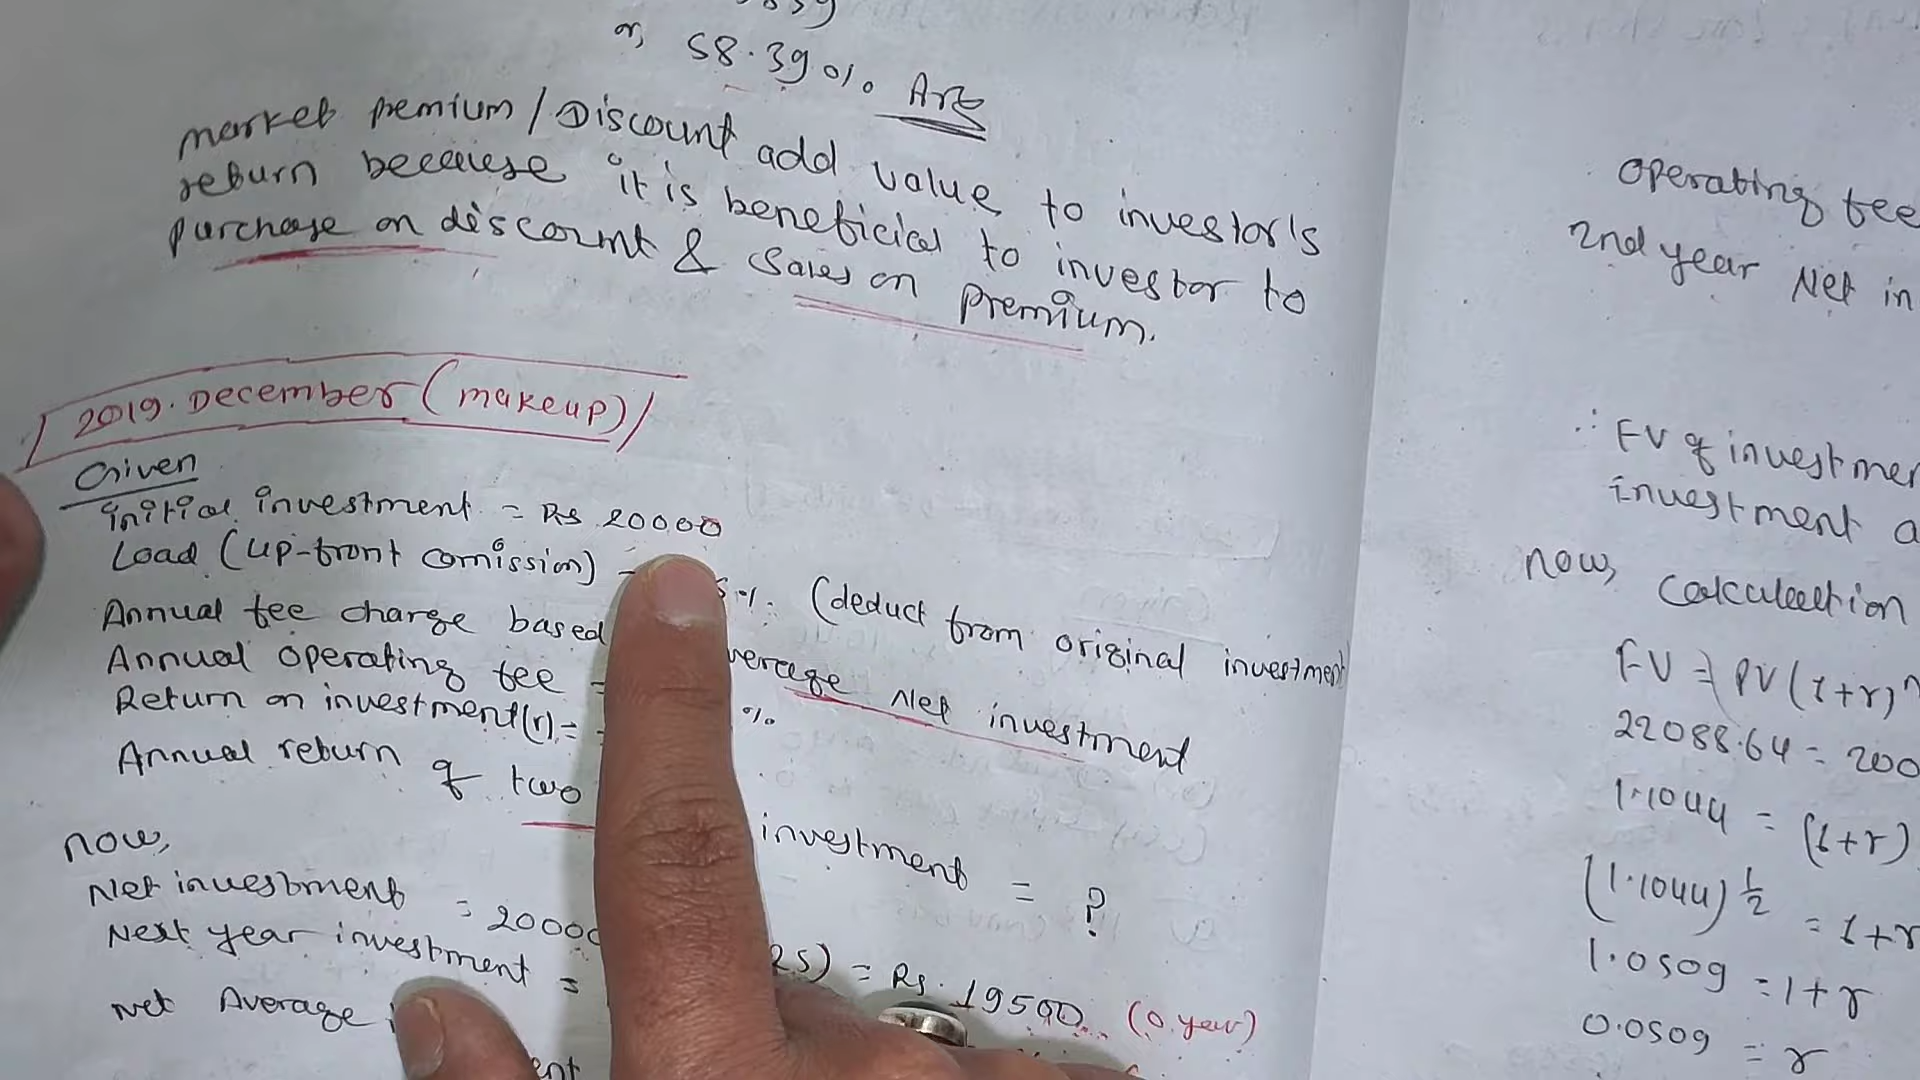 or, 58.39% Ans
market premium/Discount add value to investor's
return because it is beneficial to investor to
purchase on discount & Sales on premium.
2019. December (makeup)
Given
initial investment = Rs 20000
Load (up-front comission) = 5%. (deduct from original investment
Annual fee charge based average Net investment
Annual operating fee = %
Return on investment(r) =
Annual return of two investment = ?
now,
Net investment = 2000 25) = Rs. 19500 (0.year)
Next year investment =
Net Average
operating fee
2nd year Net in
∴ FV of investmen
investment a
now, calculation
FV = PV(1+r)ⁿ
22088.64 = 200
1.1044 = (1+r)
(1.1044)½ = 1+r
1.0509 = 1+r
0.0509 = r